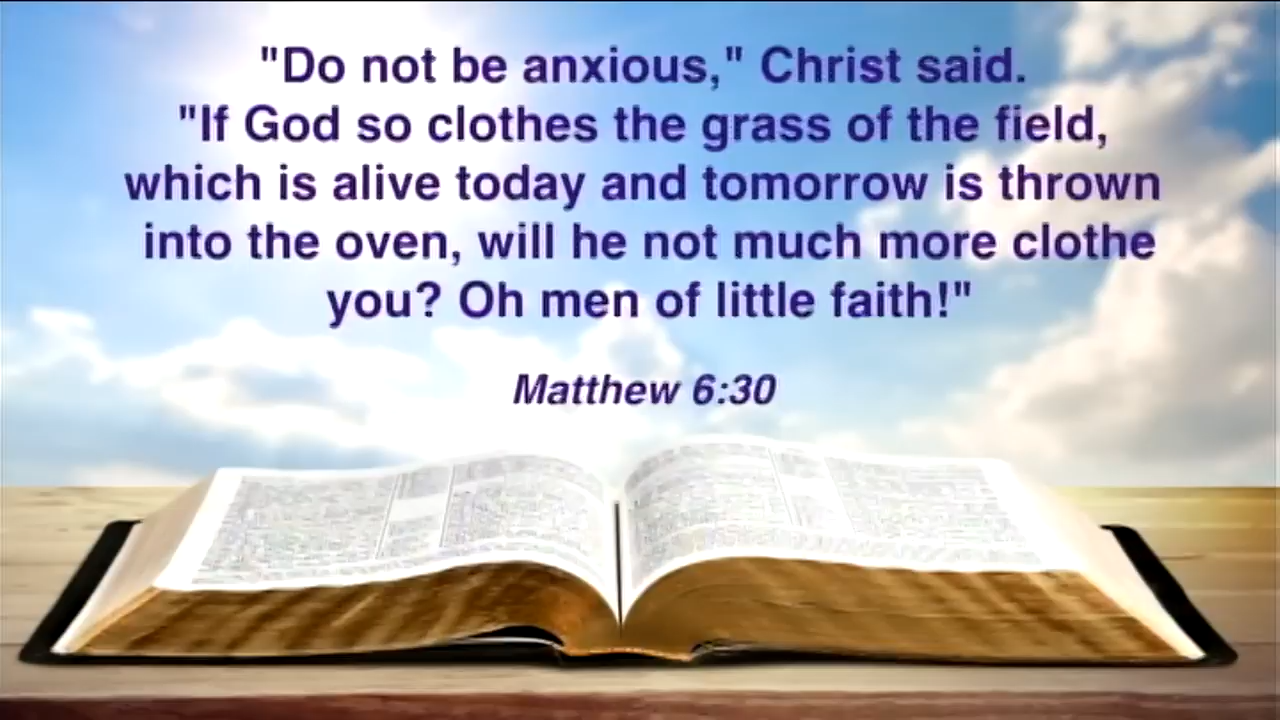 "Do not be anxious," Christ said.
"If God so clothes the grass of the field,
which is alive today and tomorrow is thrown
into the oven, will he not much more clothe
you? Oh men of little faith!"
Matthew 6:30